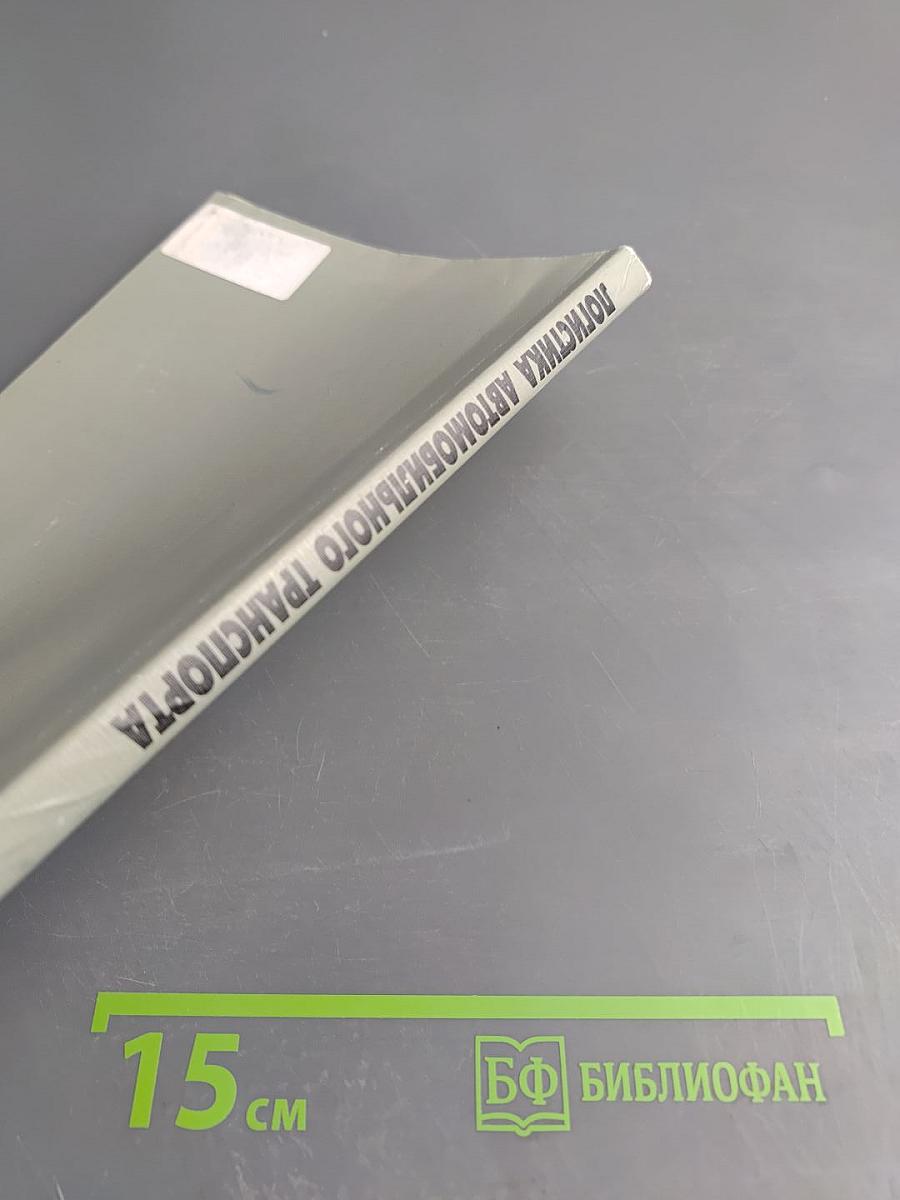 ЛОГИСТИКА АВТОМОБИЛЬНОГО ТРАНСПОРТА
15 см
БФ БИБЛИОФАН